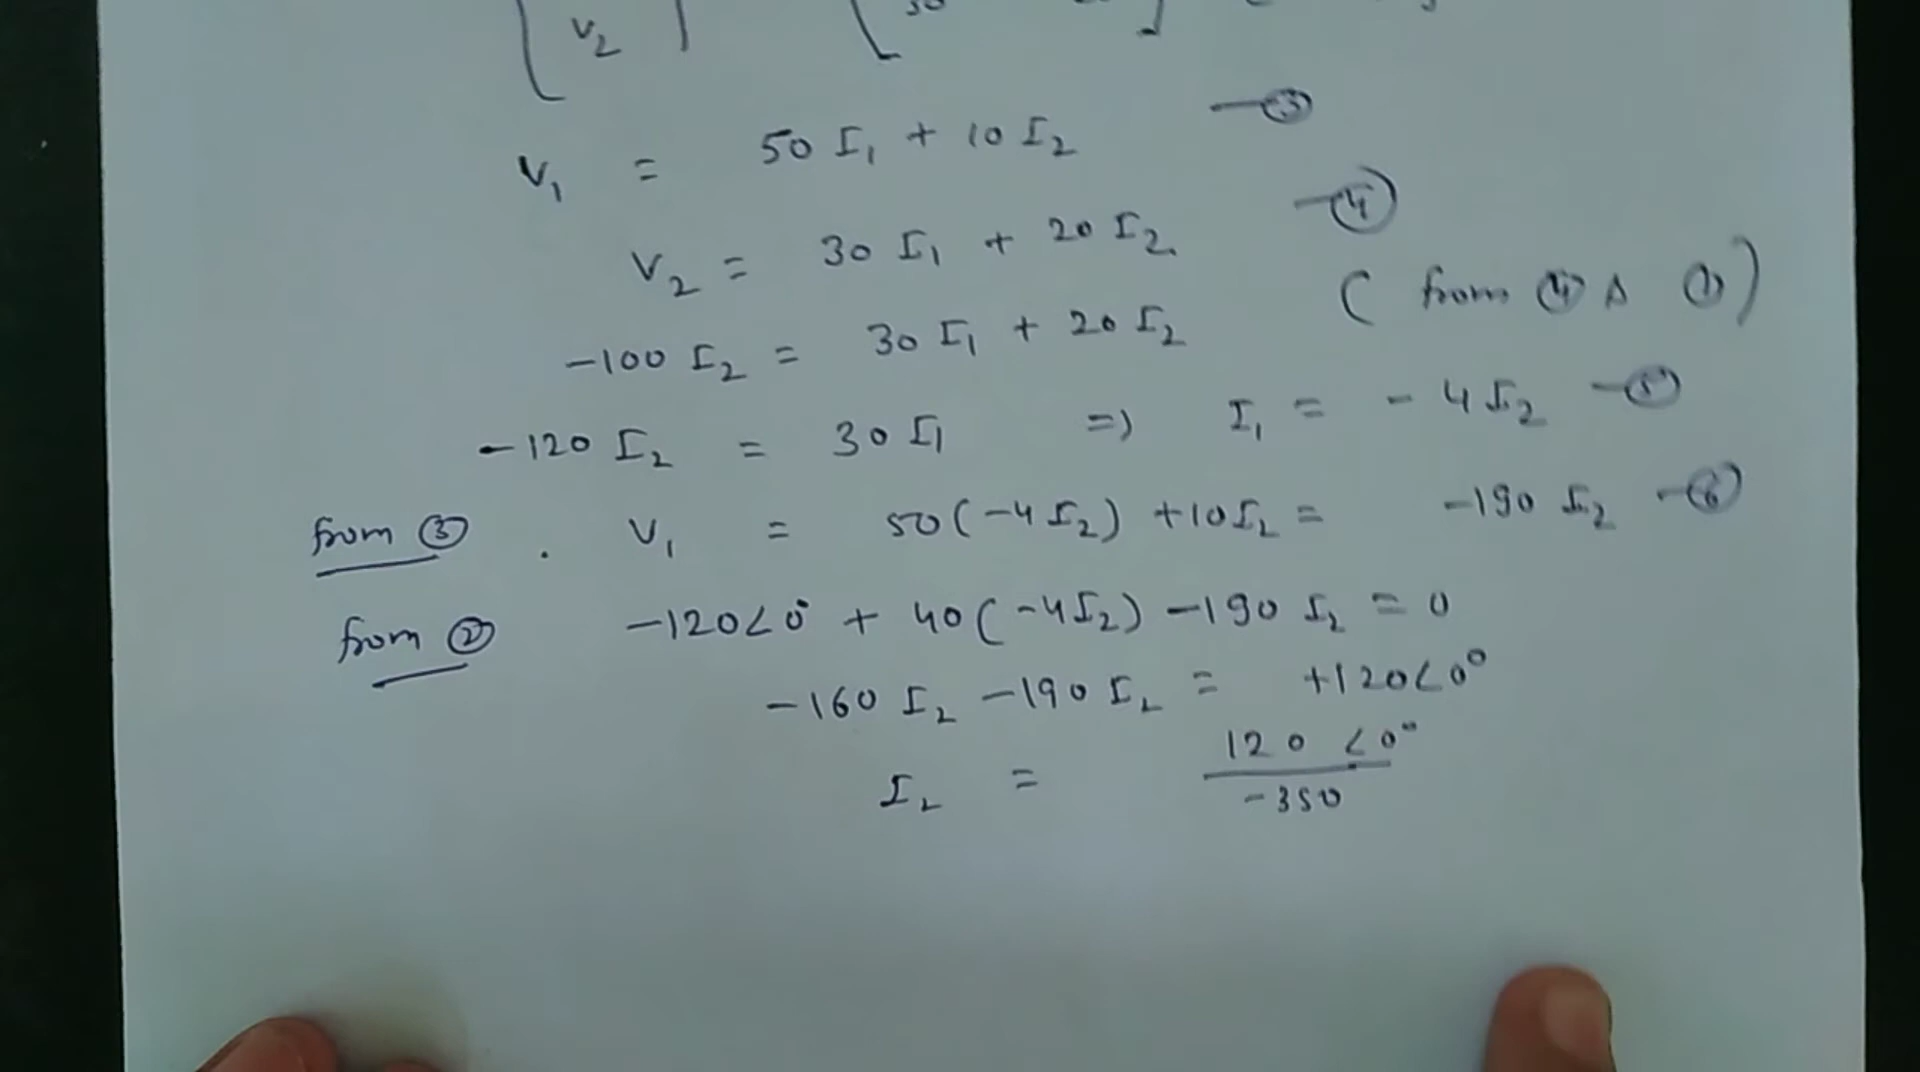 V₂
V₁ = 50 I₁ + 10 I₂ —③
V₂ = 30 I₁ + 20 I₂ —④
-100 I₂ = 30 I₁ + 20 I₂ (from ④ & ①)
-120 I₂ = 30 I₁ => I₁ = -4 I₂ —⑤
from ③ . V₁ = 50(-4 I₂) + 10 I₂ = -190 I₂ —⑥
from ② -120∠0° + 40(-4 I₂) -190 I₂ = 0
-160 I₂ -190 I₂ = +120∠0°
I₂ = 120∠0° / -350